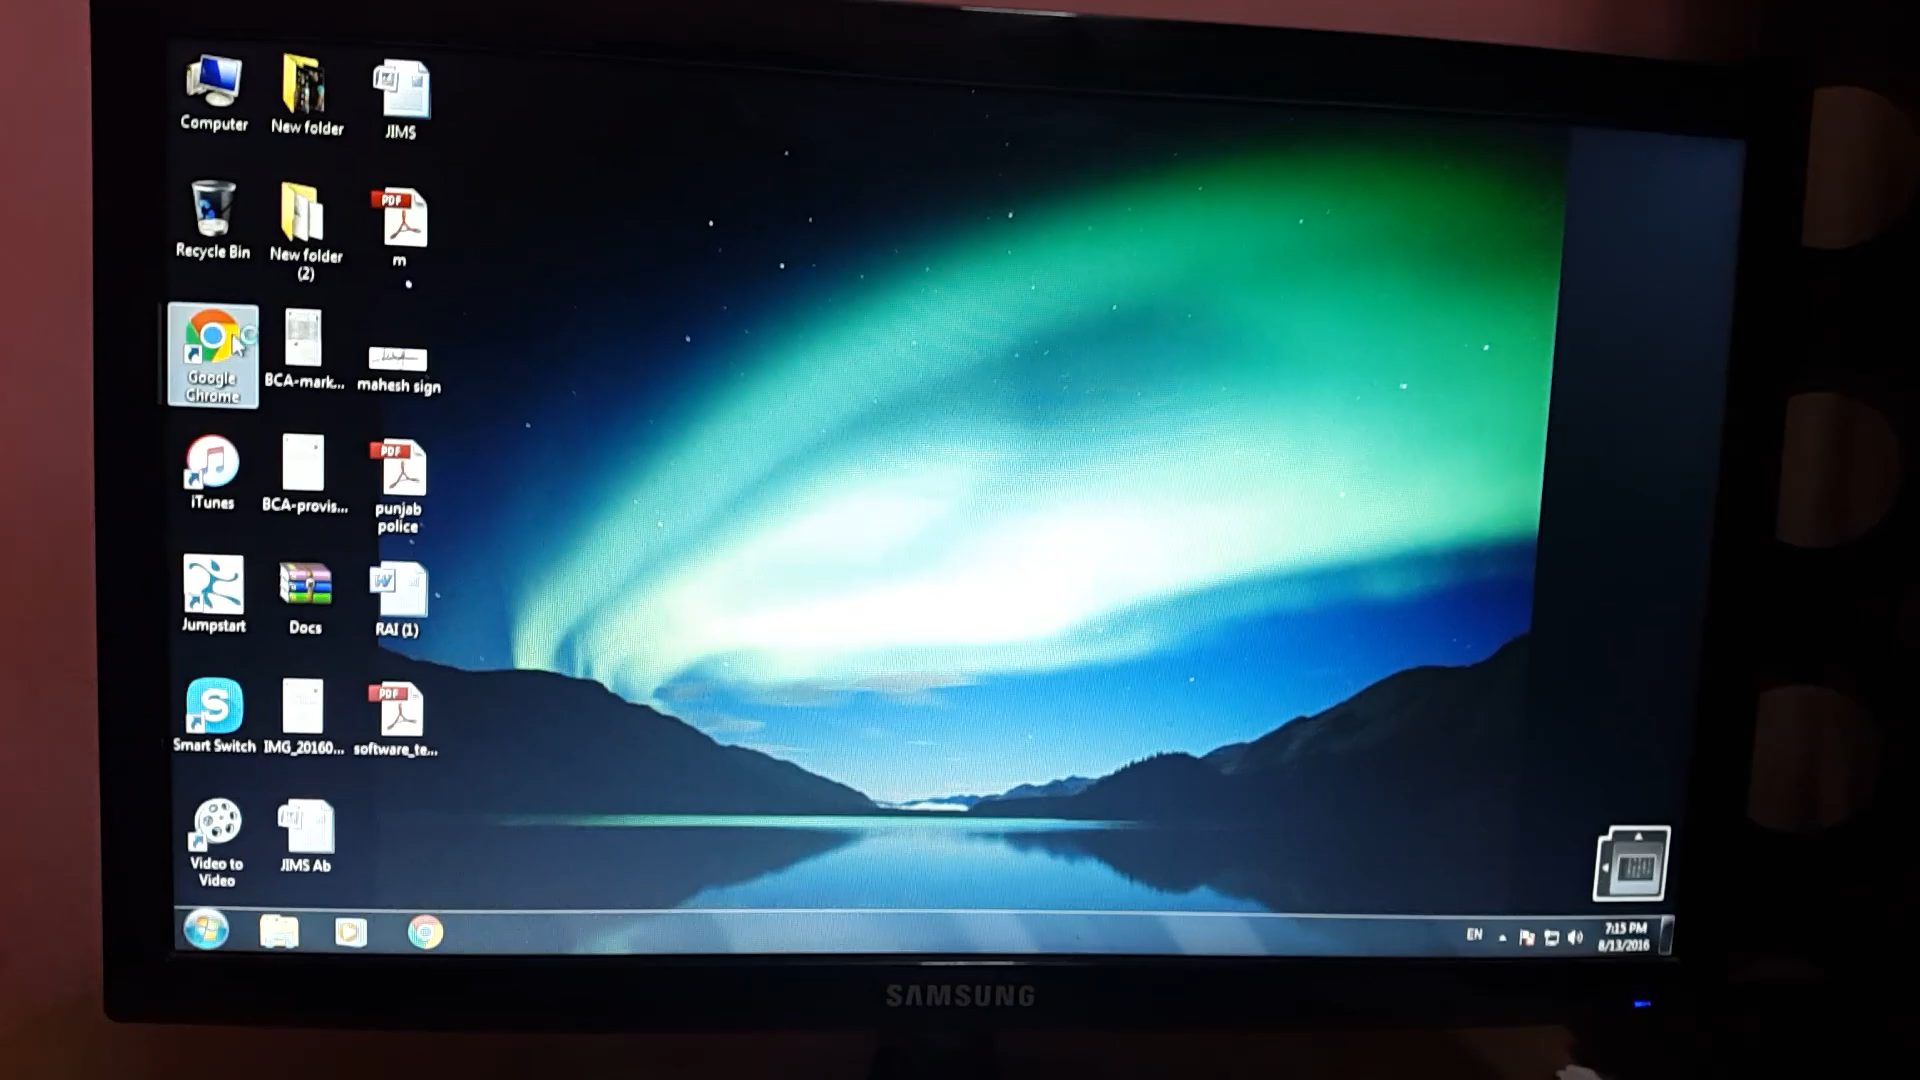 Computer
New folder
JIMS
Recycle Bin
New folder
(2)
PDF
m
Google
Chrome
BCA-mark...
mahesh sign
iTunes
BCA-provis...
PDF
punjab
police
Jumpstart
Docs
W
RAI (1)
S
Smart Switch
IMG_20160...
PDF
software_te...
Video to
Video
JIMS Ab
EN
7:15 PM
8/13/2016
SAMSUNG